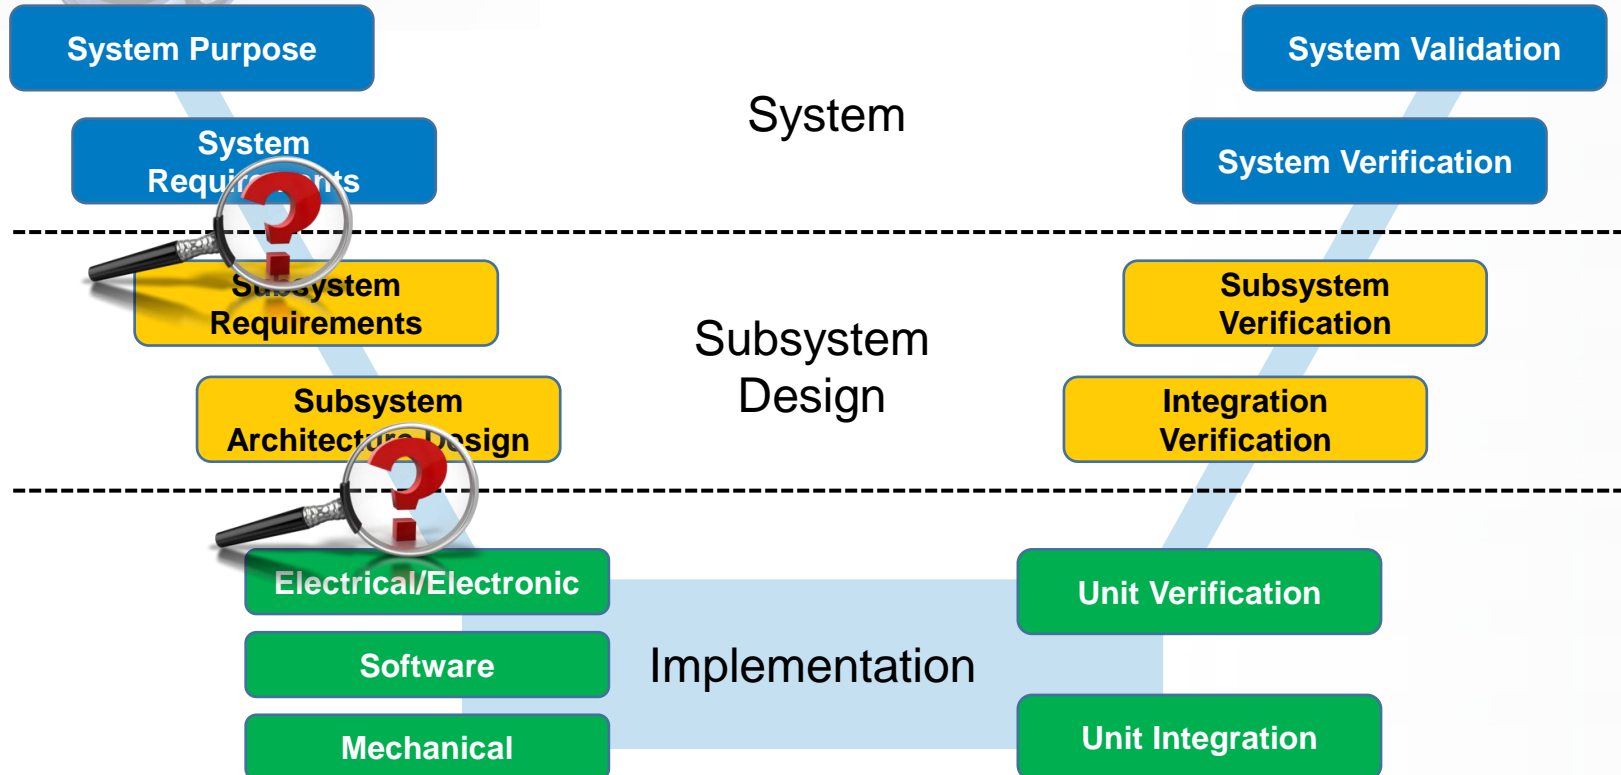 System Purpose
System Validation
System
System
Requirements
System Verification
Subsystem
Requirements
Subsystem
Design
Subsystem
Verification
Subsystem
Architecture Design
Integration
Verification
Electrical/Electronic
Unit Verification
Software
Implementation
Mechanical
Unit Integration